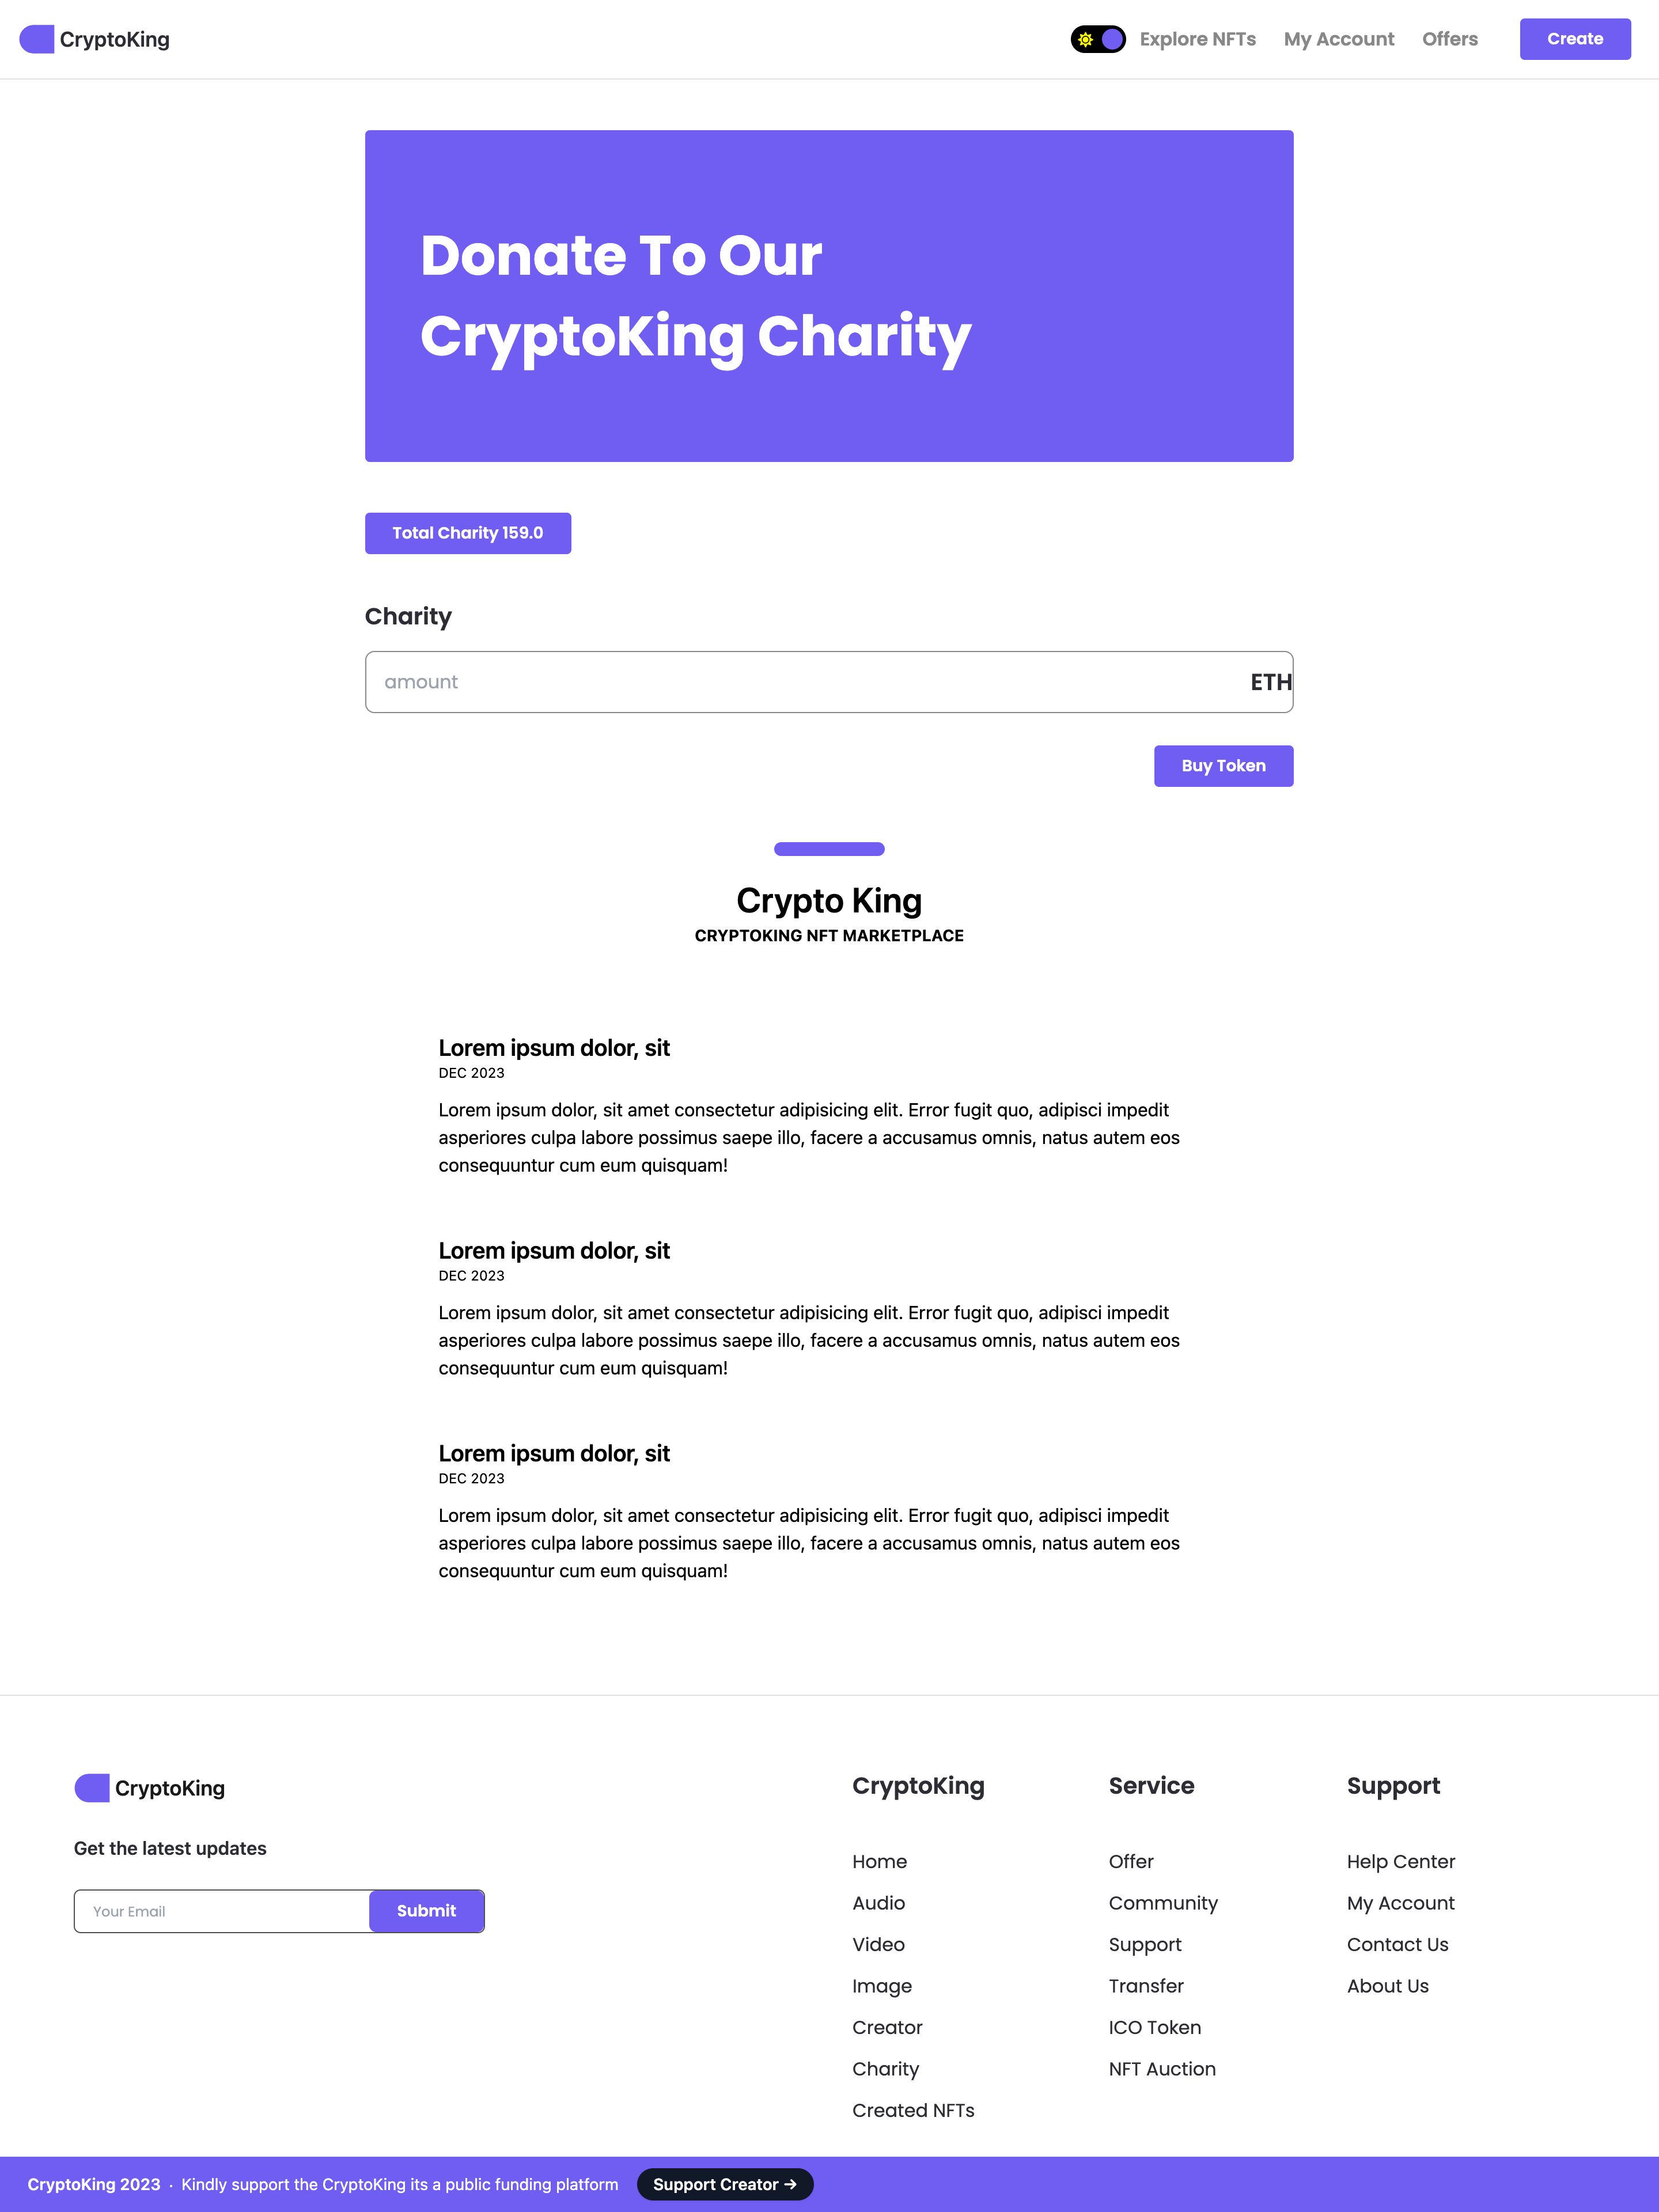 CryptoKing
Explore NFTs
My Account
Offers
Create
Donate To Our
CryptoKing Charity
Total Charity 159.0
Charity
amount
ETH
Buy Token
Crypto King
CRYPTOKING NFT MARKETPLACE
Lorem ipsum dolor, sit
DEC 2023
Lorem ipsum dolor, sit amet consectetur adipisicing elit. Error fugit quo, adipisci impedit
asperiores culpa labore possimus saepe illo, facere a accusamus omnis, natus autem eos
consequuntur cum eum quisquam!
Lorem ipsum dolor, sit
DEC 2023
Lorem ipsum dolor, sit amet consectetur adipisicing elit. Error fugit quo, adipisci impedit
asperiores culpa labore possimus saepe illo, facere a accusamus omnis, natus autem eos
consequuntur cum eum quisquam!
Lorem ipsum dolor, sit
DEC 2023
Lorem ipsum dolor, sit amet consectetur adipisicing elit. Error fugit quo, adipisci impedit
asperiores culpa labore possimus saepe illo, facere a accusamus omnis, natus autem eos
consequuntur cum eum quisquam!
CryptoKing
Get the latest updates
Your Email
Submit
CryptoKing
Home
Audio
Video
Image
Creator
Charity
Created NFTs
Service
Offer
Community
Support
Transfer
ICO Token
NFT Auction
Support
Help Center
My Account
Contact Us
About Us
CryptoKing 2023 · Kindly support the CryptoKing its a public funding platform
Support Creator →